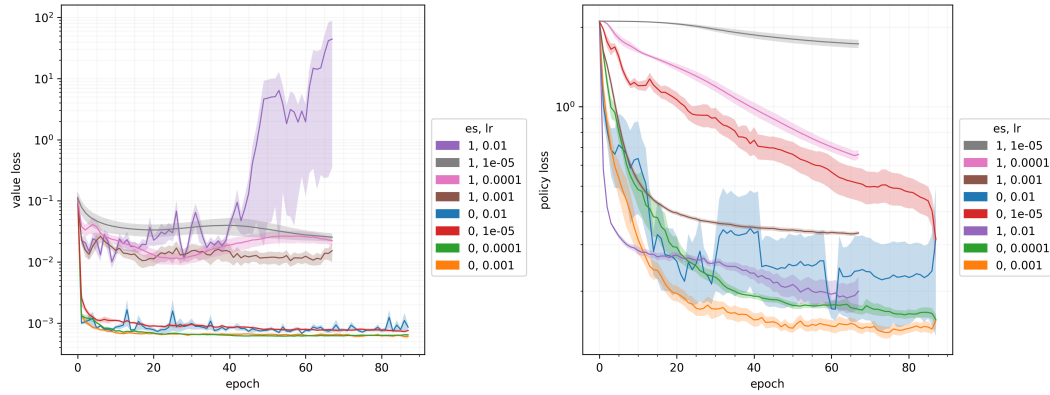 10²
10¹
10⁰
10⁻¹
10⁻²
10⁻³
value loss
0
20
40
60
80
epoch
es, lr
1, 0.01
1, 1e-05
1, 0.0001
1, 0.001
0, 0.01
0, 1e-05
0, 0.0001
0, 0.001
10⁰
policy loss
0
20
40
60
80
epoch
es, lr
1, 1e-05
1, 0.0001
1, 0.001
0, 0.01
0, 1e-05
1, 0.01
0, 0.0001
0, 0.001